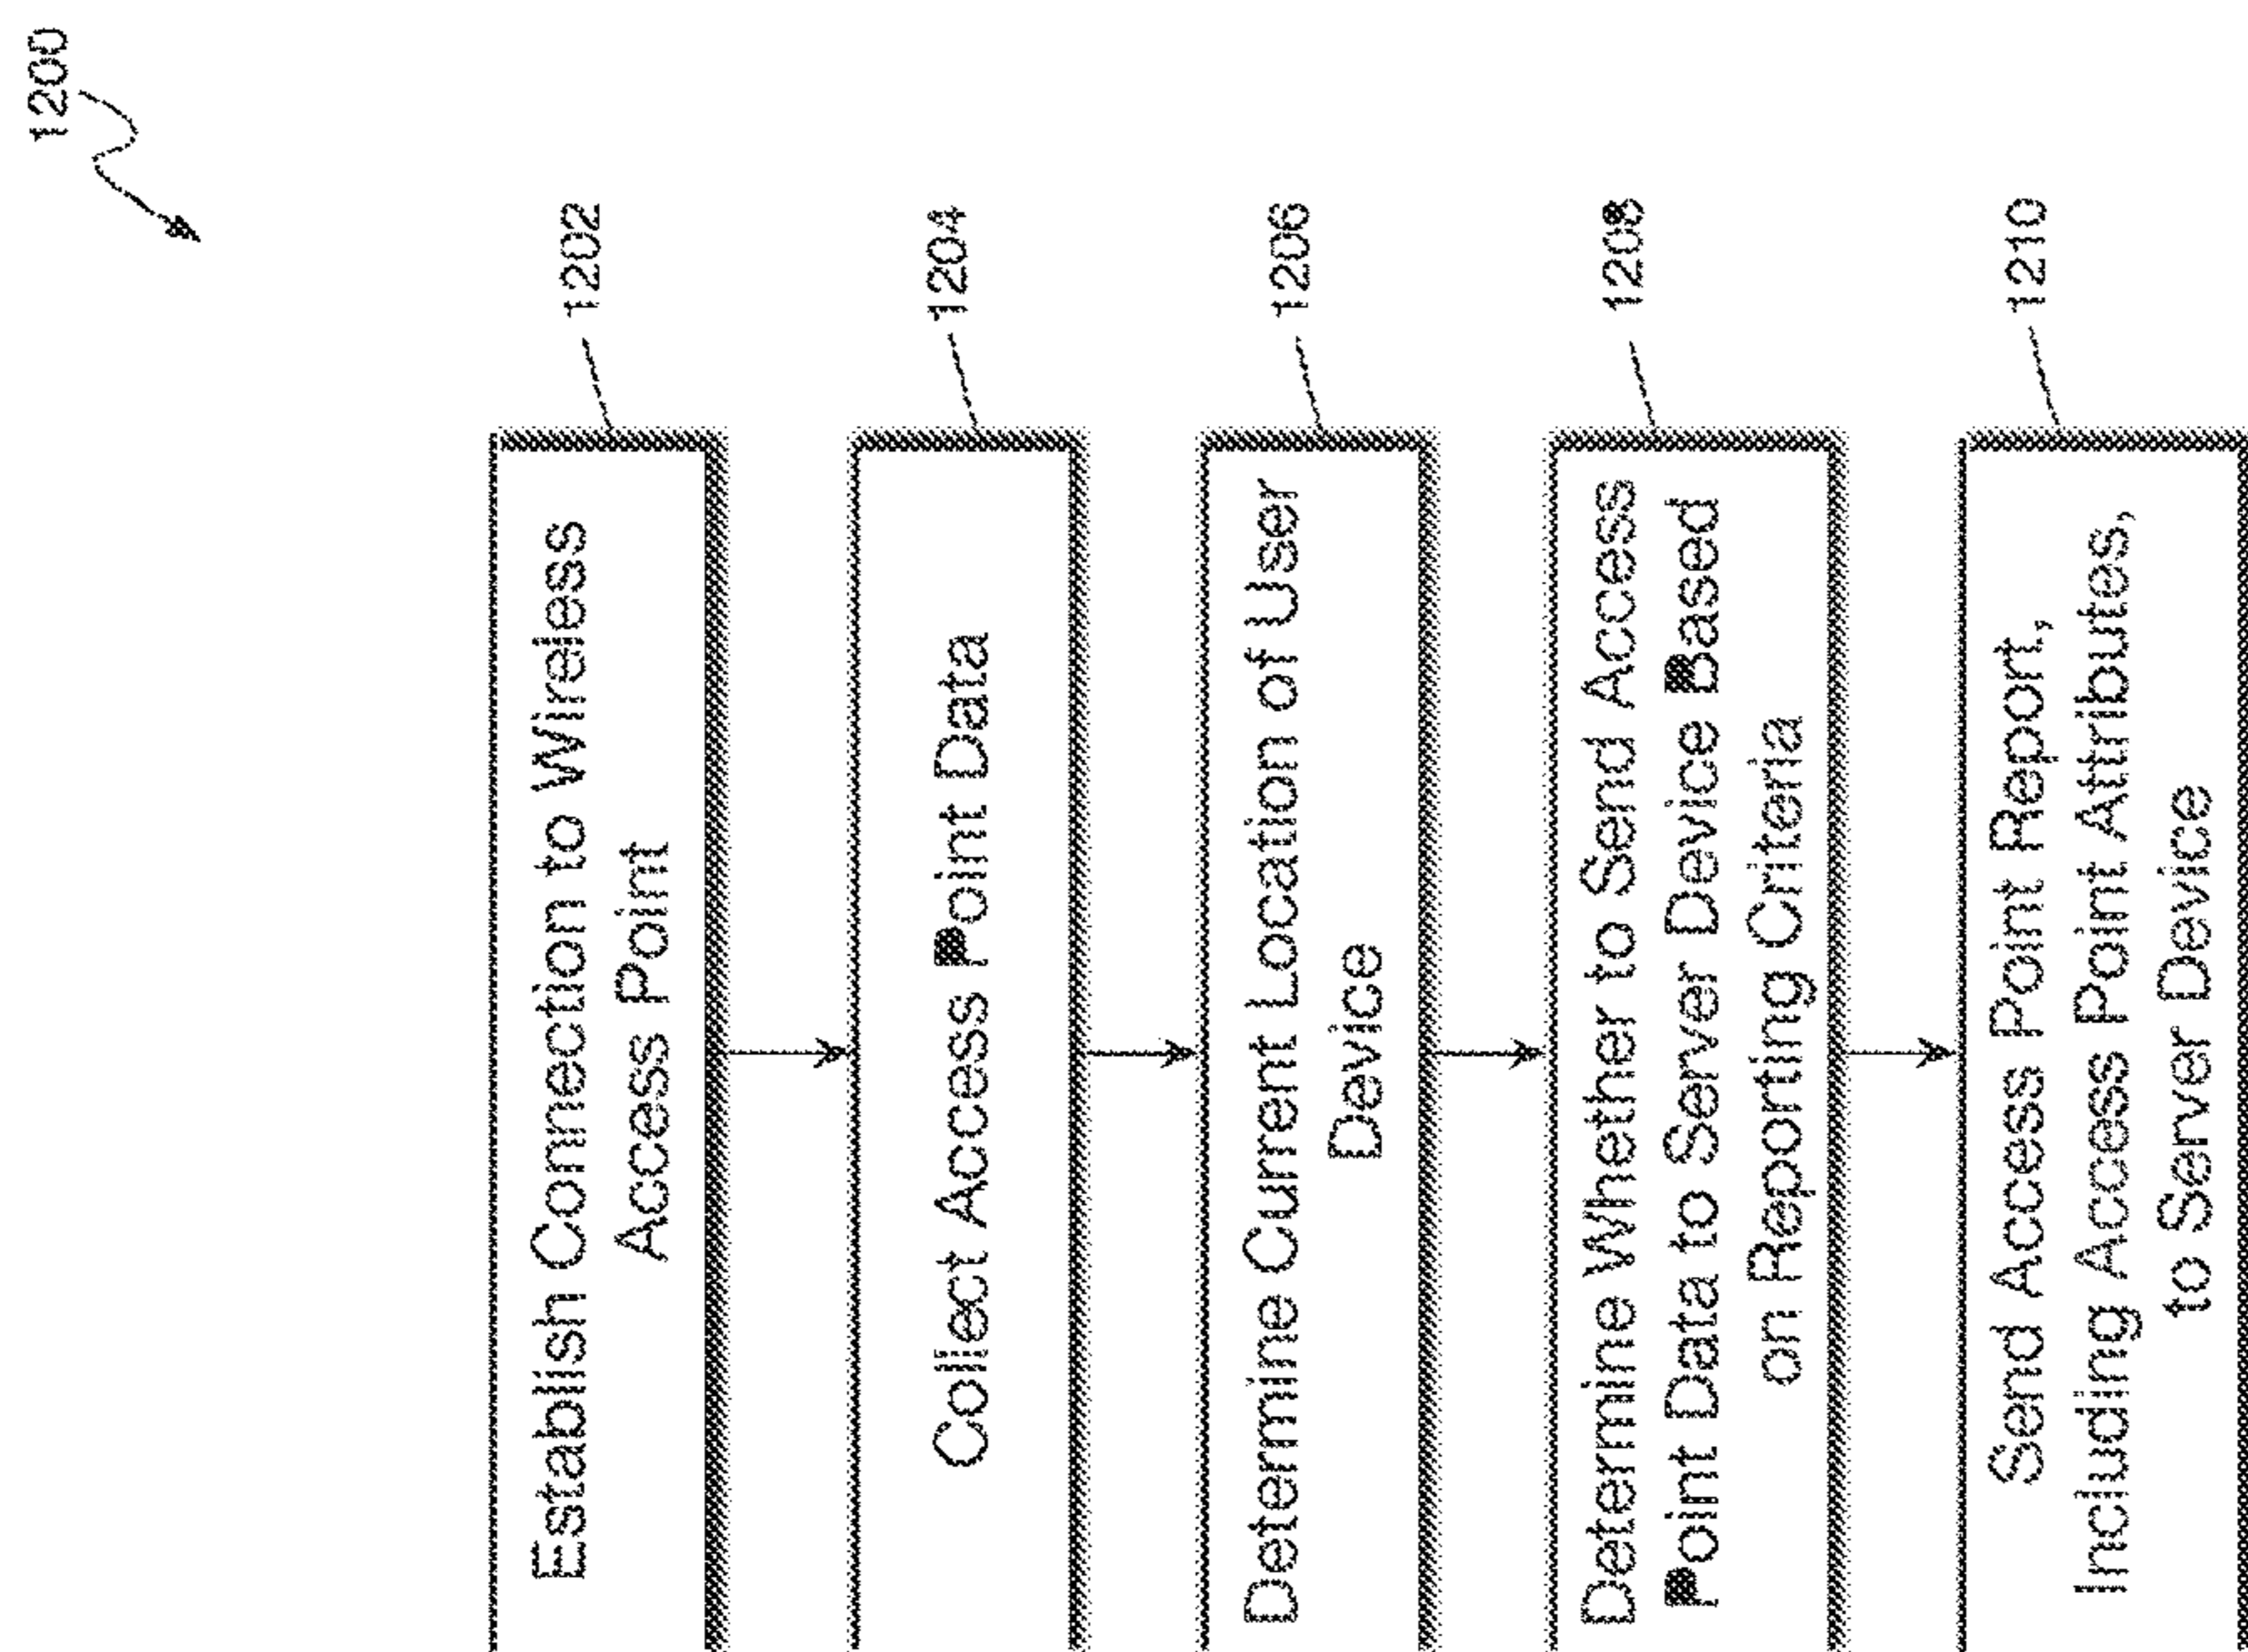 1200
Establish Connection to Wireless
Access Point
1202
Collect Access Point Data
1204
Determine Current Location of User
Device
1206
Determine Whether to Send Access
Point Data to Server Device Based
on Reporting Criteria
1208
Send Access Point Report,
Including Access Point Attributes,
to Server Device
1210